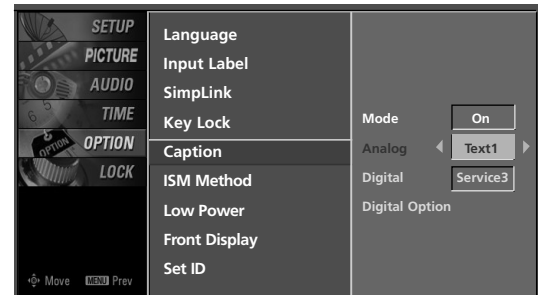 SETUP
PICTURE
AUDIO
TIME
OPTION
LOCK
Move MENU Prev
Language
Input Label
SimpLink
Key Lock
Caption
ISM Method
Low Power
Front Display
Set ID
Mode On
Analog Text1
Digital Service3
Digital Option